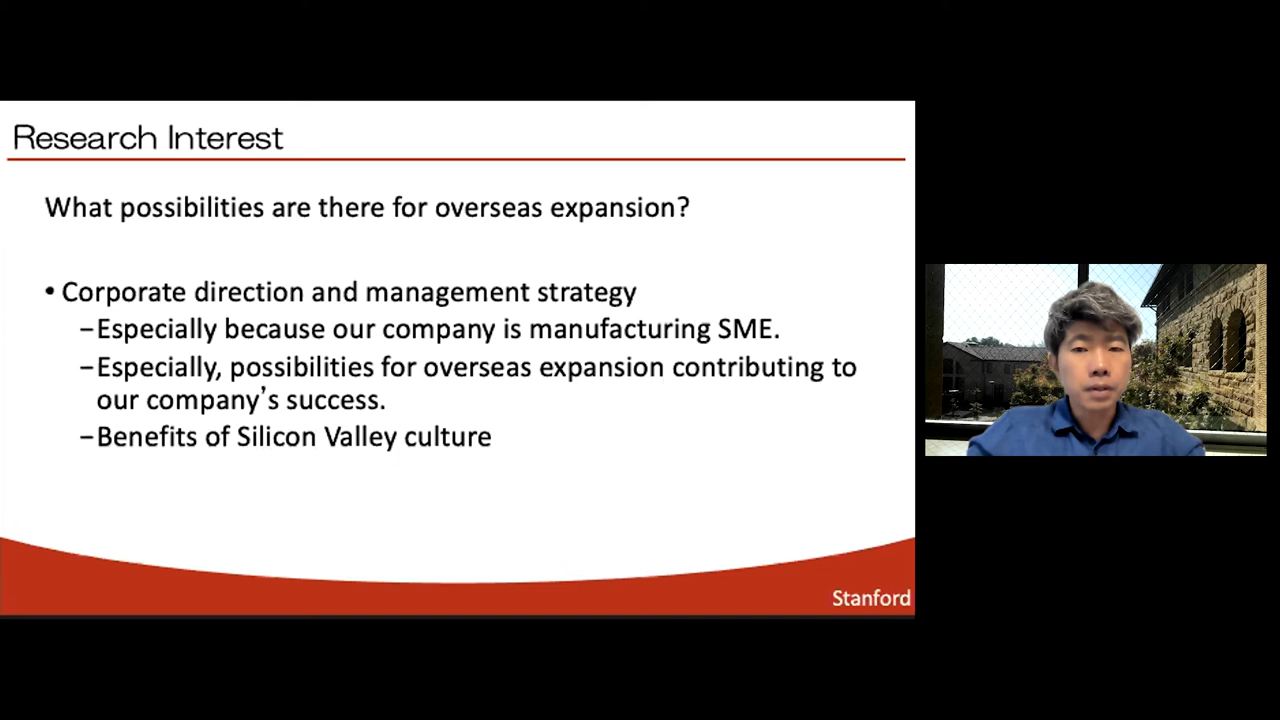 Research Interest
What possibilities are there for overseas expansion?
• Corporate direction and management strategy
–Especially because our company is manufacturing SME.
–Especially, possibilities for overseas expansion contributing to
our company’s success.
–Benefits of Silicon Valley culture
Stanford